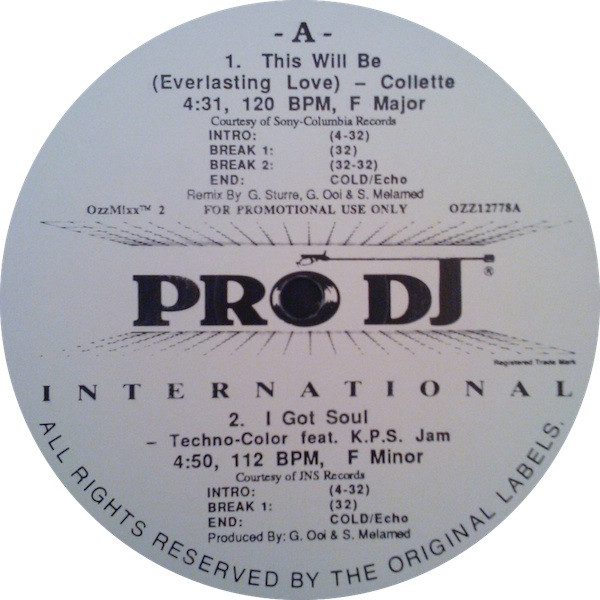 - A -
1. This Will Be
(Everlasting Love) – Collette
4:31, 120 BPM, F Major
Courtesy of Sony-Columbia Records
INTRO: (4-32)
BREAK 1: (32)
BREAK 2: (32-32)
END: COLD/Echo
Remix By G. Sturre, G. Ooi & S. Melamed
OzzM!xx™ 2 FOR PROMOTIONAL USE ONLY OZZ12778A
PRO DJ ®
Registered Trade Mark
INTERNATIONAL
2. I Got Soul
– Techno-Color feat. K.P.S. Jam
4:50, 112 BPM, F Minor
Courtesy of JNS Records
INTRO: (4-32)
BREAK 1: (32)
END: COLD/Echo
Produced By: G. Ooi & S. Melamed
ALL RIGHTS RESERVED BY THE ORIGINAL LABELS.